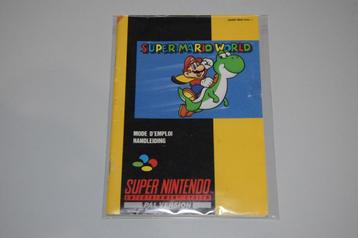 SUPER MARIO WORLD
MODE D'EMPLOI
HANDLEIDING
SUPER NINTENDO
ENTERTAINMENT SYSTEM
PAL VERSION